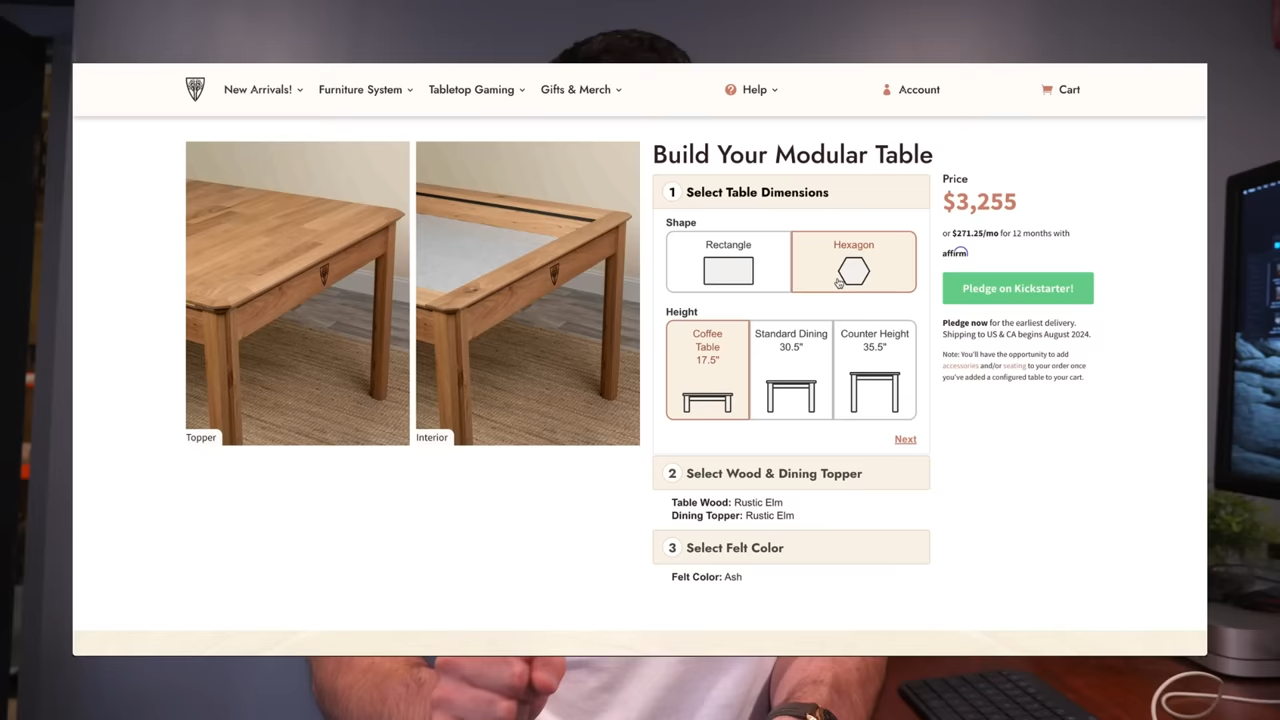 New Arrivals!
Furniture System
Tabletop Gaming
Gifts & Merch
Help
Account
Cart
Topper
Interior
Build Your Modular Table
1 Select Table Dimensions
Shape
Rectangle
Hexagon
Height
Coffee
Table
17.5"
Standard Dining
30.5"
Counter Height
35.5"
Next
2 Select Wood & Dining Topper
Table Wood: Rustic Elm
Dining Topper: Rustic Elm
3 Select Felt Color
Felt Color: Ash
Price
$3,255
or $271.25/mo for 12 months with
affirm
Pledge on Kickstarter!
Pledge now for the earliest delivery.
Shipping to US & CA begins August 2024.
Note: You'll have the opportunity to add
accessories and/or seating to your order once
you've added a configured table to your cart.